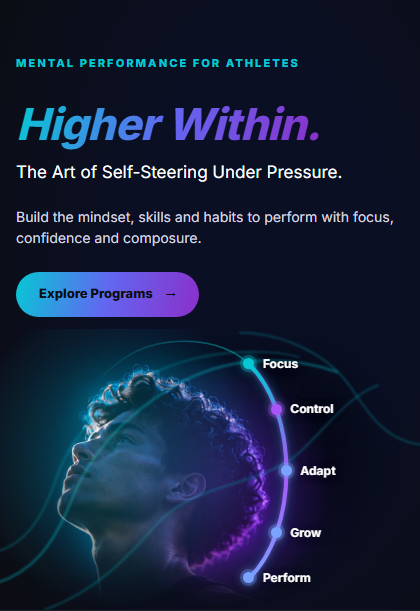 MENTAL PERFORMANCE FOR ATHLETES
Higher Within.
The Art of Self-Steering Under Pressure.
Build the mindset, skills and habits to perform with focus,
confidence and composure.
Explore Programs →
Focus
Control
Adapt
Grow
Perform